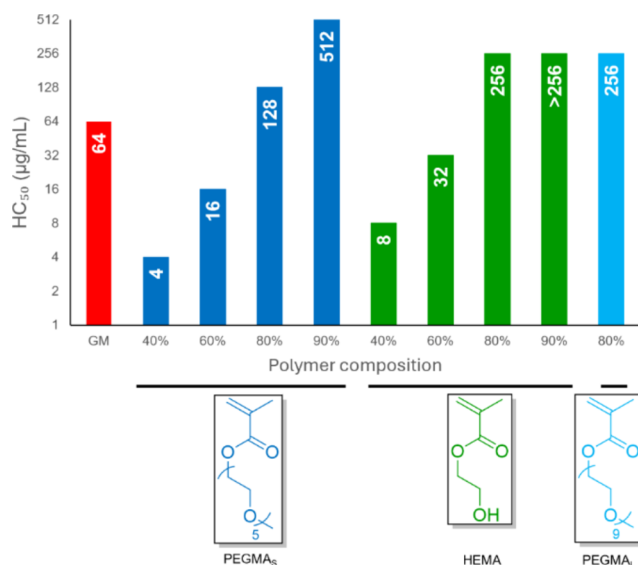 512
256
128
64
32
16
8
4
2
1
HC50 (µg/mL)
64
4
16
128
512
8
32
256
>256
256
GM 40% 60% 80% 90% 40% 60% 80% 90% 80%
Polymer composition
O O
O
5
PEGMAS
O O
OH
HEMA
O O
O
9
PEGMA